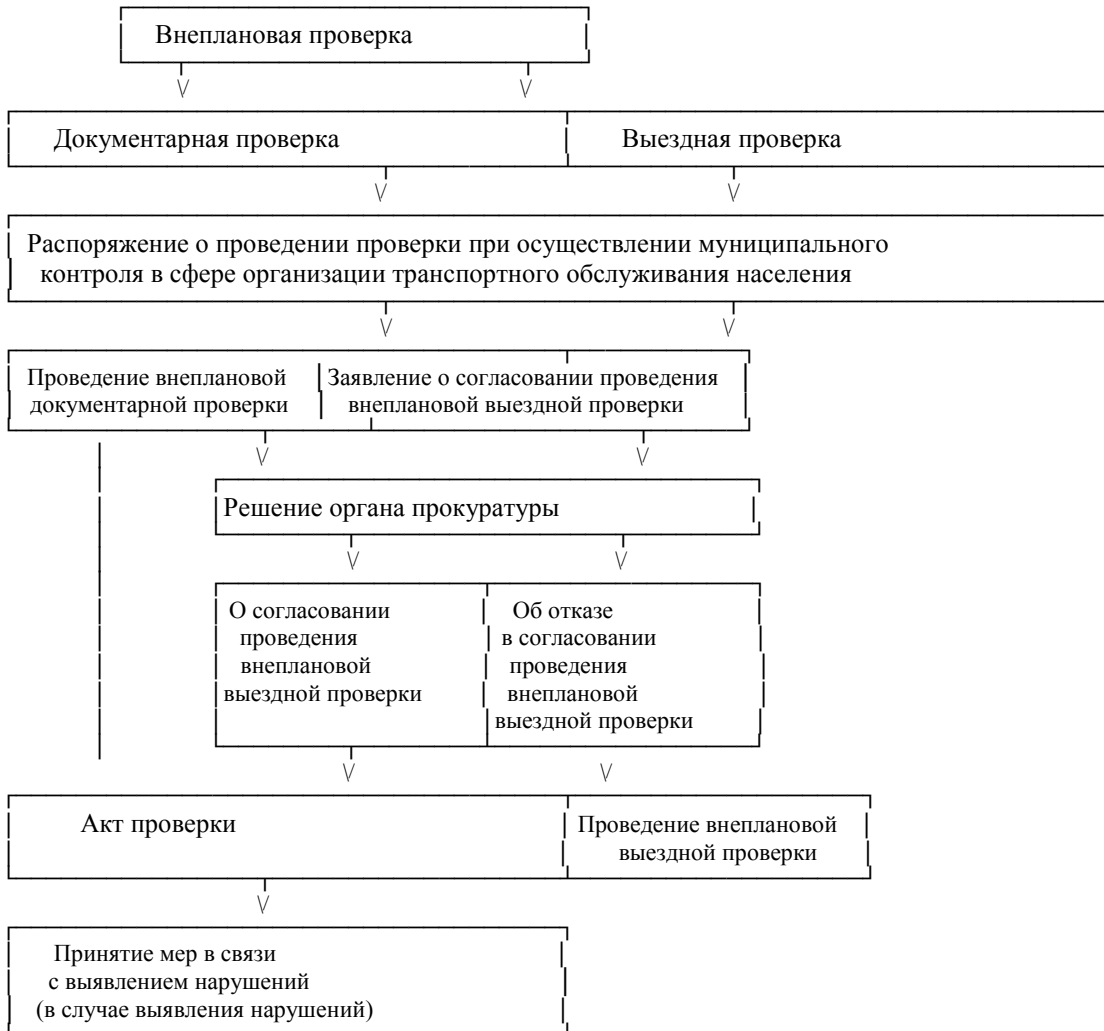 Внеплановая проверка
Документарная проверка
Выездная проверка
Распоряжение о проведении проверки при осуществлении муниципального
контроля в сфере организации транспортного обслуживания населения
Проведение внеплановой
документарной проверки
Заявление о согласовании проведения
внеплановой выездной проверки
Решение органа прокуратуры
О согласовании
проведения
внеплановой
выездной проверки
Об отказе
в согласовании
проведения
внеплановой
выездной проверки
Акт проверки
Проведение внеплановой
выездной проверки
Принятие мер в связи
с выявлением нарушений
(в случае выявления нарушений)